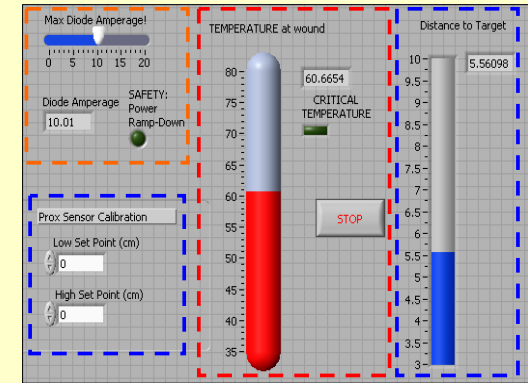 Max Diode Amperage!
0 5 10 15 20
Diode Amperage
10.01
SAFETY:
Power
Ramp-Down
Prox Sensor Calibration
Low Set Point (cm)
0
High Set Point (cm)
0
TEMPERATURE at wound
80
75
70
65
60
55
50
45
40
35
60.6654
CRITICAL
TEMPERATURE
STOP
Distance to Target
10
9.5
9
8.5
8
7.5
7
6.5
6
5.5
5
4.5
4
3.5
3
5.56098